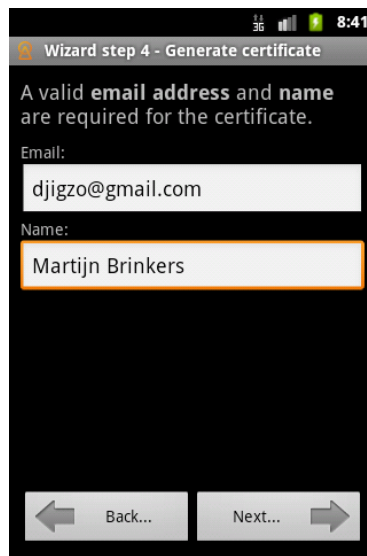 3G 8:41
Wizard step 4 - Generate certificate
A valid email address and name
are required for the certificate.
Email:
djigzo@gmail.com
Name:
Martijn Brinkers
Back... Next...